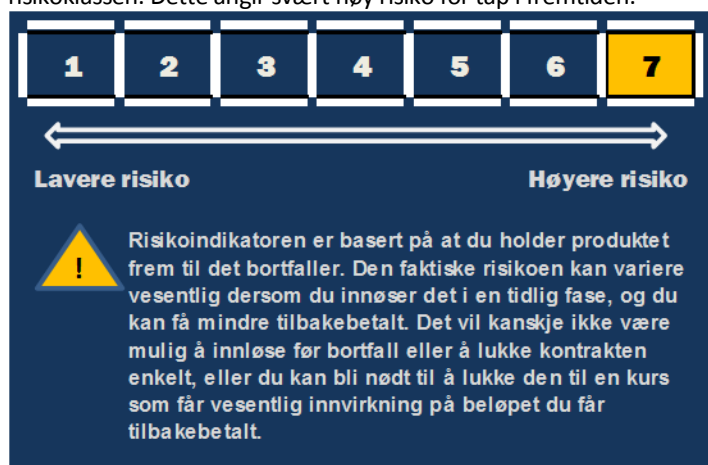 risikoklassen. Dette angir svært høy risiko for tap i fremtiden.
1 2 3 4 5 6 7
Lavere risiko Høyere risiko
!
Risikoindikatoren er basert på at du holder produktet
frem til det bortfaller. Den faktiske risikoen kan variere
vesentlig dersom du innøser det i en tidlig fase, og du
kan få mindre tilbakebetalt. Det vil kanskje ikke være
mulig å innløse før bortfall eller å lukke kontrakten
enkelt, eller du kan bli nødt til å lukke den til en kurs
som får vesentlig innvirkning på beløpet du får
tilbakebetalt.